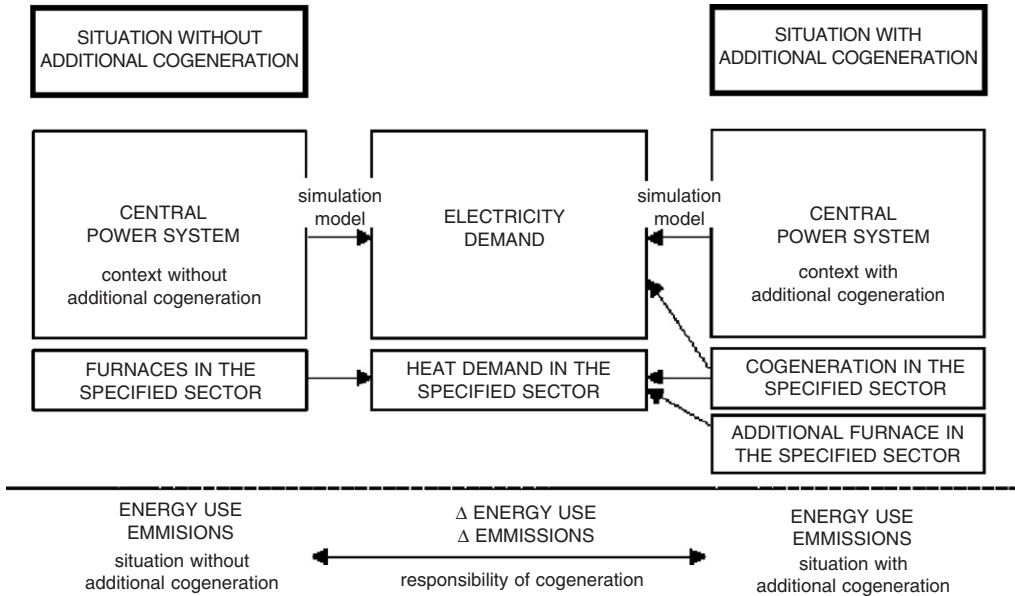 SITUATION WITHOUT
ADDITIONAL COGENERATION
SITUATION WITH
ADDITIONAL COGENERATION
CENTRAL
POWER SYSTEM
context without
additional cogeneration
simulation
model
ELECTRICITY
DEMAND
simulation
model
CENTRAL
POWER SYSTEM
context with
additional cogeneration
FURNACES IN THE
SPECIFIED SECTOR
HEAT DEMAND IN THE
SPECIFIED SECTOR
COGENERATION IN THE
SPECIFIED SECTOR
ADDITIONAL FURNACE IN
THE SPECIFIED SECTOR
ENERGY USE
EMMISIONS
situation without
additional cogeneration
Δ ENERGY USE
Δ EMMISSIONS
responsibility of cogeneration
ENERGY USE
EMMISSIONS
situation with
additional cogeneration